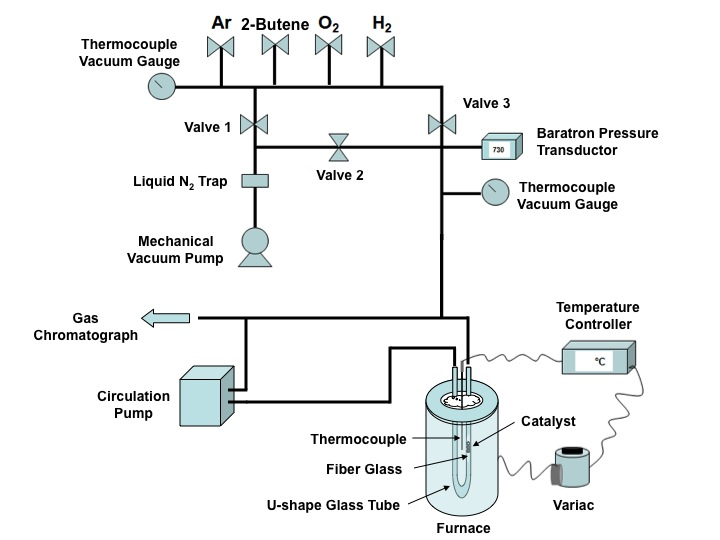 Ar 2-Butene O₂ H₂
Thermocouple
Vacuum Gauge
Valve 3
Valve 1
Baratron Pressure
Transductor
730
Valve 2
Liquid N₂ Trap
Thermocouple
Vacuum Gauge
Mechanical
Vacuum Pump
Temperature
Controller
Gas
Chromatograph
°C
Circulation
Pump
Catalyst
Thermocouple
Fiber Glass
U-shape Glass Tube
Variac
Furnace